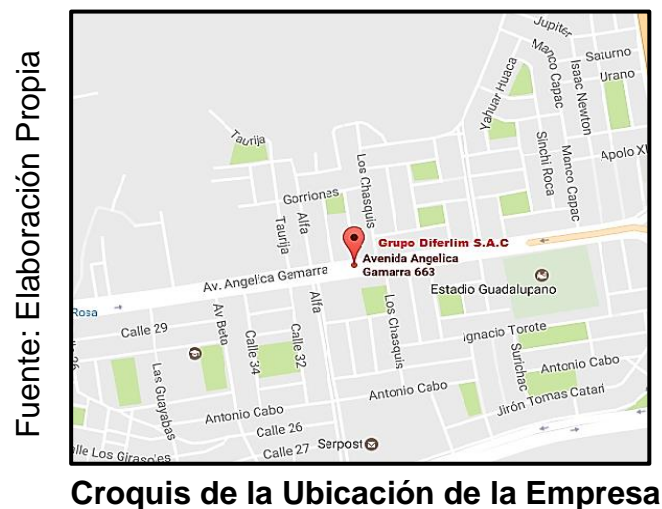 Fuente: Elaboración Propia
Jupiter
Manco Capac
Saturno
Isaac Newton
Urano
Yahuar Huaca
Taurija
Los Chasquis
Sinchi Roca
Manco Capac
Apolo XI
Gorriones
Taurija
Alfa
Grupo Diferlim S.A.C
Avenida Angelica
Gamarra 663
Av. Angelica Gamarra
Estadio Guadalupano
Rosa
Alfa
Los Chasquis
Calle 29
Av Beto
Calle 34
Calle 32
Ignacio Torote
Surichac
Las Guayabas
Antonio Cabo
Antonio Cabo
Antonio Cabo
Jirón Tomas Catari
Calle 26
Calle 27
Serpost
lle Los Girasoles
Croquis de la Ubicación de la Empresa